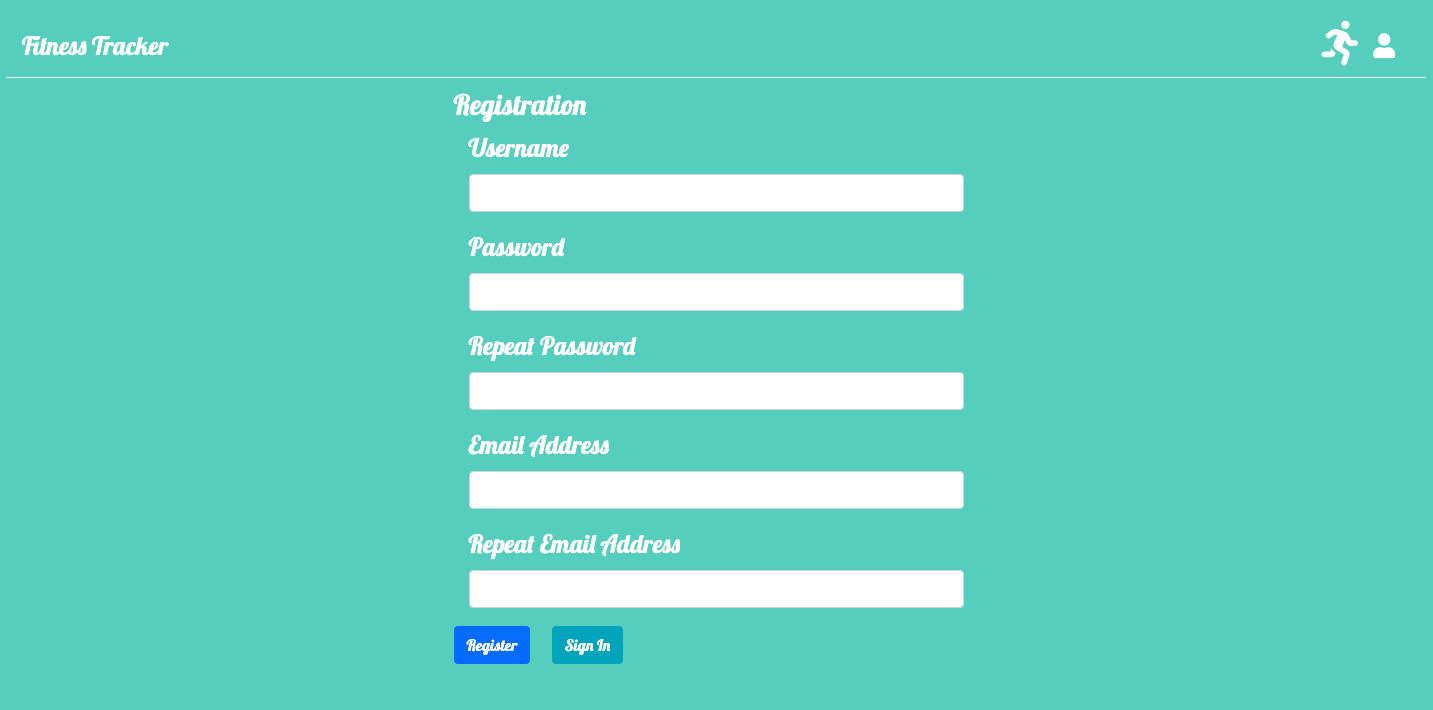 Fitness Tracker
Registration
Username
Password
Repeat Password
Email Address
Repeat Email Address
Register
Sign In